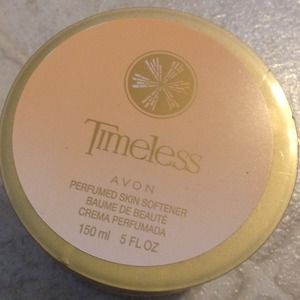 Timeless
AVON
PERFUMED SKIN SOFTENER
BAUME DE BEAUTÉ
CREMA PERFUMADA
150 ml 5 FL OZ